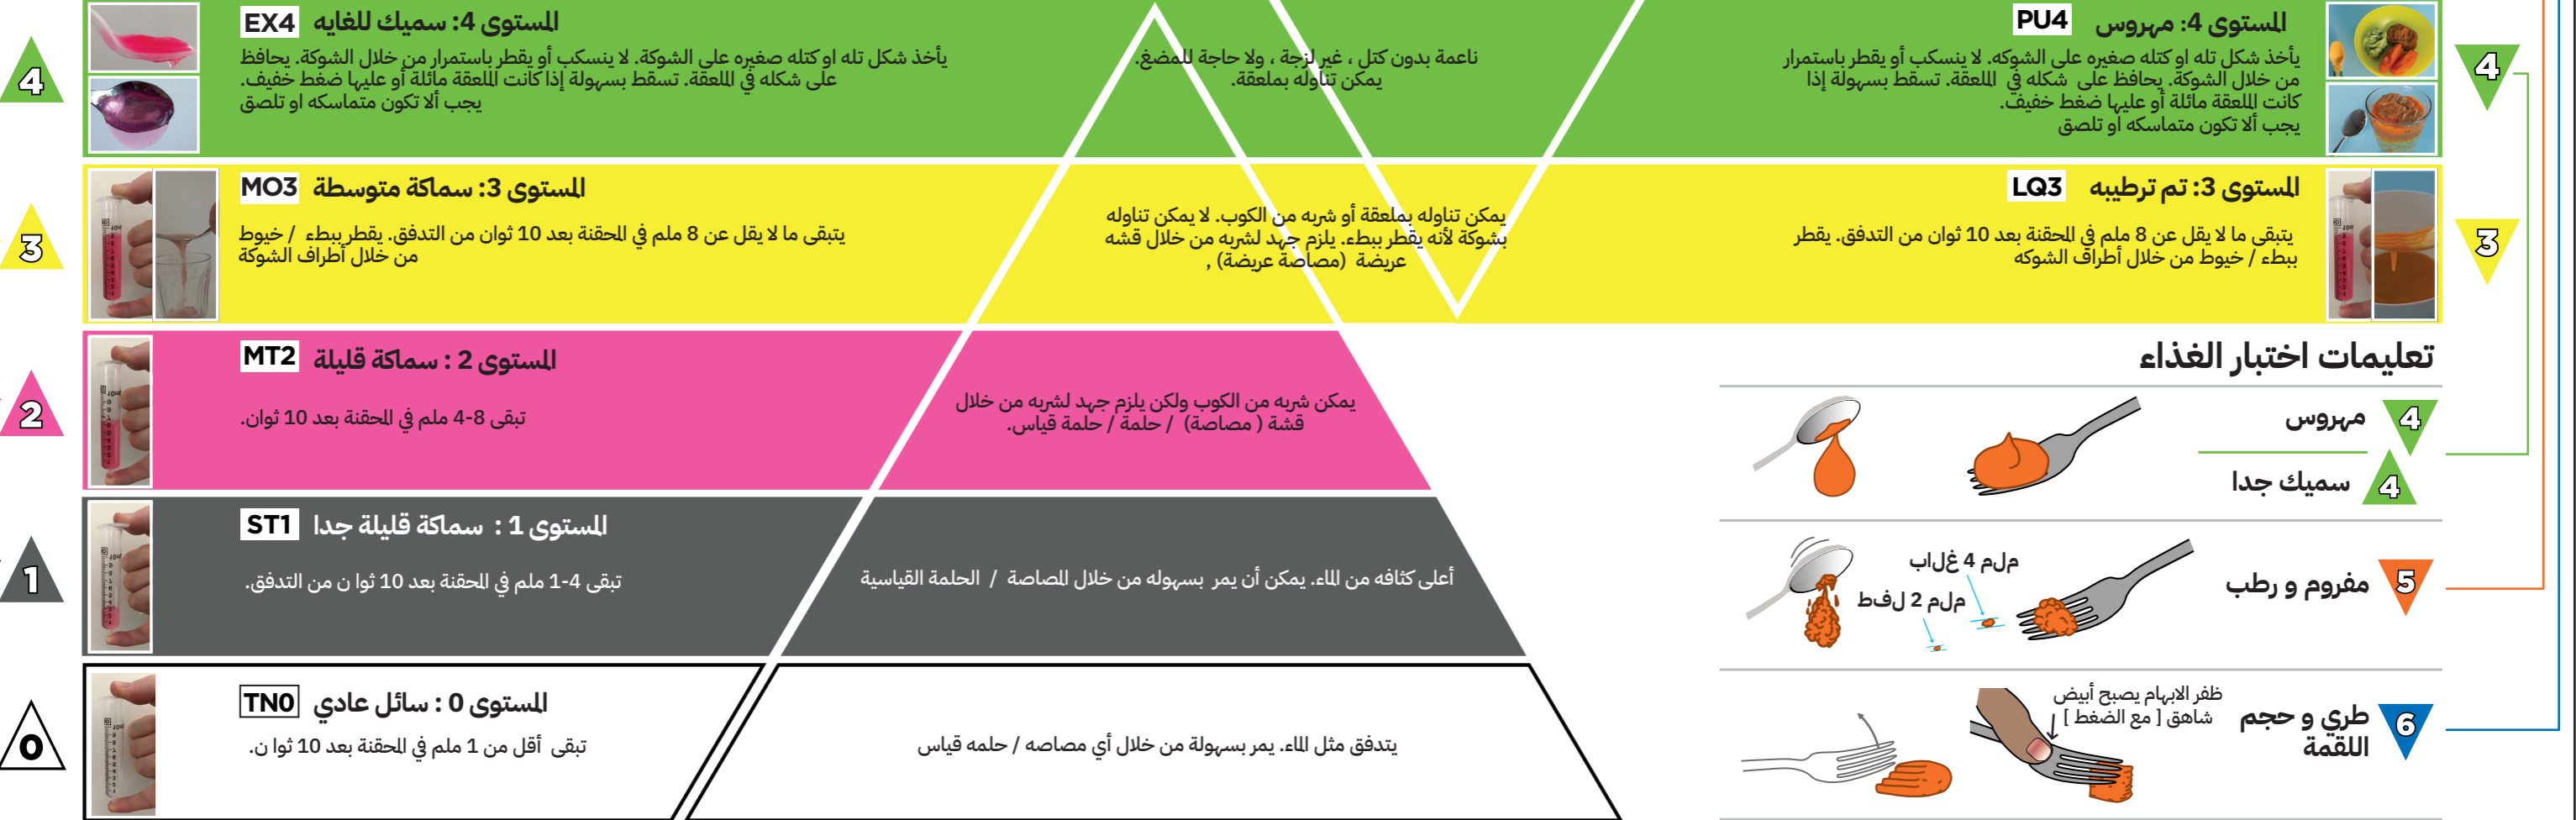 المستوى 4: مهروس PU4
يأخذ شكل تله او كتله صغيره على الشوكه. لا ينسكب أو يقطر باستمرار
من خلال الشوكة. يحافظ على شكله في الملعقة. تسقط بسهولة إذا
كانت الملعقة مائلة أو عليها ضغط خفيف.
يجب ألا تكون متماسكه او تلصق
4
ناعمة بدون كتل ، غير لزجة ، ولا حاجة للمضغ.
يمكن تناوله بملعقة.
المستوى 4: سميك للغايه EX4
يأخذ شكل تله او كتله صغيره على الشوكة. لا ينسكب أو يقطر باستمرار من خلال الشوكة. يحافظ
على شكله في الملعقة. تسقط بسهولة إذا كانت الملعقة مائلة أو عليها ضغط خفيف.
يجب ألا تكون متماسكه او تلصق
4
المستوى 3: تم ترطيبه LQ3
يتبقى ما لا يقل عن 8 ملم في المحقنة بعد 10 ثوان من التدفق. يقطر
ببطء / خيوط من خلال أطراف الشوكه
3
يمكن تناوله بملعقة أو شربه من الكوب. لا يمكن تناوله
بشوكة لأنه يقطر ببطء. يلزم جهد لشربه من خلال قشه
عريضة (مصاصة عريضة) ,
المستوى 3: سماكة متوسطة MO3
يتبقى ما لا يقل عن 8 ملم في المحقنة بعد 10 ثوان من التدفق. يقطر ببطء / خيوط
من خلال أطراف الشوكة
3
المستوى 2 : سماكة قليلة MT2
تبقى 8-4 ملم في المحقنة بعد 10 ثوان.
2
يمكن شربه من الكوب ولكن يلزم جهد لشربه من خلال
قشة ( مصاصة) / حلمة / حلمة قياس.
المستوى 1 : سماكة قليلة جدا ST1
تبقى 4-1 ملم في المحقنة بعد 10 ثوا ن من التدفق.
1
أعلى كثافه من الماء. يمكن أن يمر بسهوله من خلال المصاصة / الحلمة القياسية
المستوى 0 : سائل عادي TN0
تبقى أقل من 1 ملم في المحقنة بعد 10 ثوا ن.
0
يتدفق مثل الماء. يمر بسهولة من خلال أي مصاصه / حلمه قياس
تعليمات اختبار الغذاء
4 مهروس
4 سميك جدا
5 مفروم و رطب
ملم 4 غلاب
ملم 2 لفط
6 طري و حجم
اللقمة
ظفر الابهام يصبح أبيض
شاهق [ مع الضغط ]